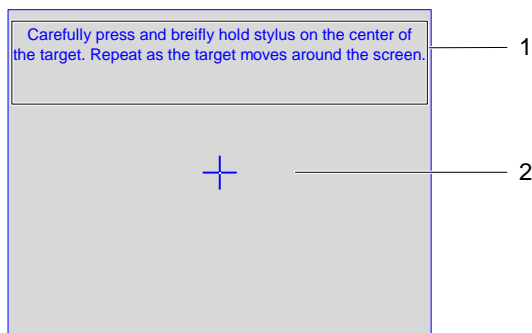 Carefully press and breifly hold stylus on the center of
the target. Repeat as the target moves around the screen.
1
2